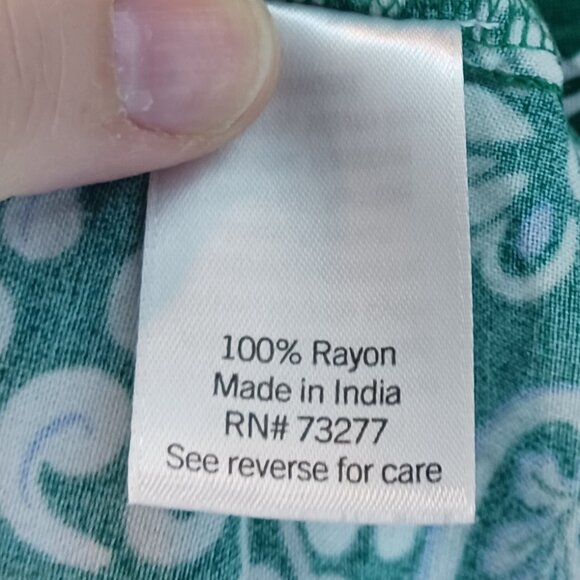 100% Rayon
Made in India
RN# 73277
See reverse for care